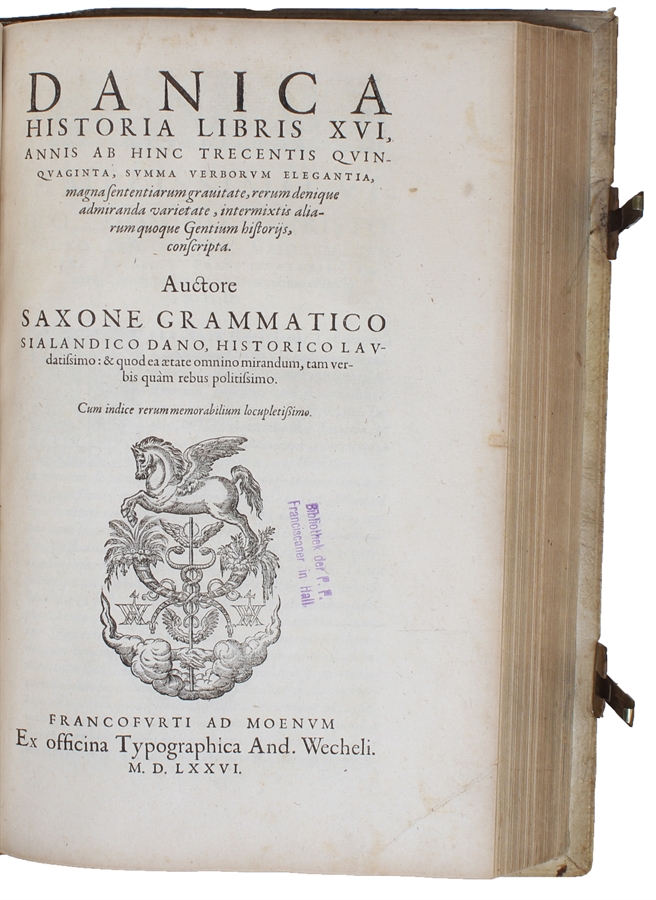 DANICA
HISTORIA LIBRIS XVI,
ANNIS AB HINC TRECENTIS QVIN-
QVAGINTA, SVMMA VERBORVM ELEGANTIA,
magna ſententiarum grauitate, rerum denique
admiranda varietate, intermixtis alia-
rum quoque Gentium hiſtorijs,
conſcripta.
Auctore
SAXONE GRAMMATICO
SIALANDICO DANO, HISTORICO LAV-
datiſsimo: & quod ea ætate omnino mirandum, tam ver-
bis quàm rebus politiſsimo.
Cum indice rerum memorabilium locupletiſsimo.
Bibliothek der P. P.
Franciscaner in Hall.
FRANCOFVRTI AD MOENVM
Ex officina Typographica And. Wecheli.
M. D. LXXVI.